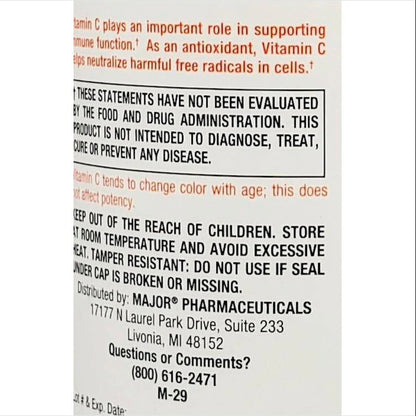 tamin C plays an important role in supporting
mmune function.† As an antioxidant, Vitamin C
elps neutralize harmful free radicals in cells.†
† THESE STATEMENTS HAVE NOT BEEN EVALUATED
BY THE FOOD AND DRUG ADMINISTRATION. THIS
PRODUCT IS NOT INTENDED TO DIAGNOSE, TREAT,
CURE OR PREVENT ANY DISEASE.
Vitamin C tends to change color with age; this does
not affect potency.
KEEP OUT OF THE REACH OF CHILDREN. STORE
AT ROOM TEMPERATURE AND AVOID EXCESSIVE
HEAT. TAMPER RESISTANT: DO NOT USE IF SEAL
UNDER CAP IS BROKEN OR MISSING.
Distributed by: MAJOR® PHARMACEUTICALS
17177 N Laurel Park Drive, Suite 233
Livonia, MI 48152
Questions or Comments?
(800) 616-2471
M-29
Lot # & Exp. Date: